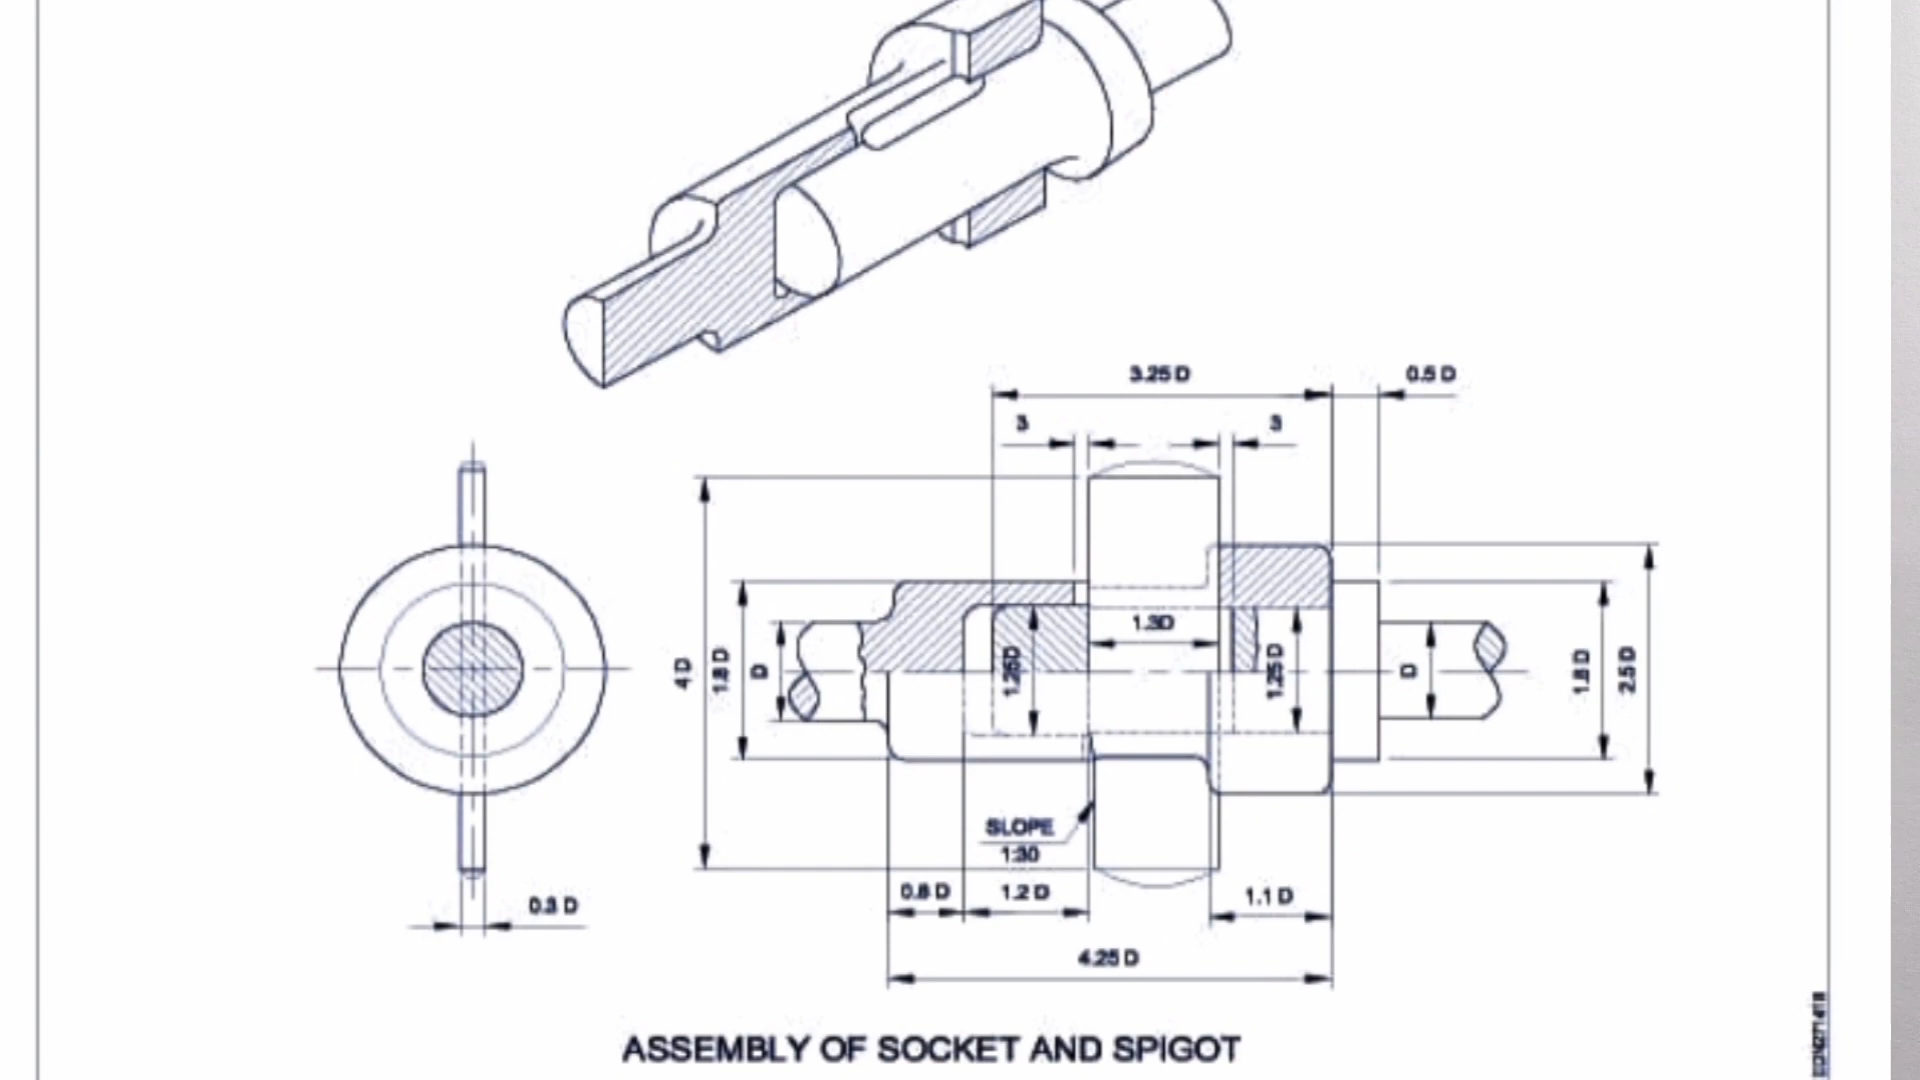 3.25 D
0.5 D
3
3
1.3D
4 D
1.8 D
D
1.25D
1.25 D
D
1.8 D
2.5 D
SLOPE
1:30
0.8 D
1.2 D
1.1 D
0.3 D
4.25 D
ASSEMBLY OF SOCKET AND SPIGOT